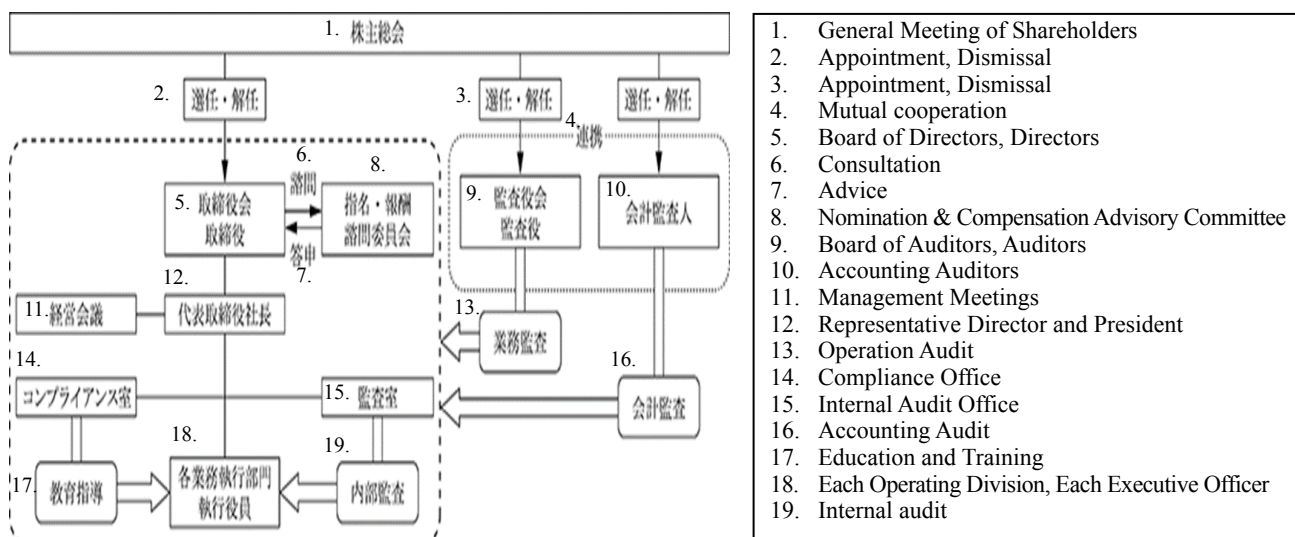 1. 株主総会
2. 選任・解任
3. 選任・解任
選任・解任
4. 連携
5. 取締役会
取締役
6. 諮問
7. 答申
8. 指名・報酬
諮問委員会
9. 監査役会
監査役
10. 会計監査人
11. 経営会議
12. 代表取締役社長
13. 業務監査
14. コンプライアンス室
15. 監査室
16. 会計監査
17. 教育指導
18. 各業務執行部門
執行役員
19. 内部監査
1. General Meeting of Shareholders
2. Appointment, Dismissal
3. Appointment, Dismissal
4. Mutual cooperation
5. Board of Directors, Directors
6. Consultation
7. Advice
8. Nomination & Compensation Advisory Committee
9. Board of Auditors, Auditors
10. Accounting Auditors
11. Management Meetings
12. Representative Director and President
13. Operation Audit
14. Compliance Office
15. Internal Audit Office
16. Accounting Audit
17. Education and Training
18. Each Operating Division, Each Executive Officer
19. Internal audit